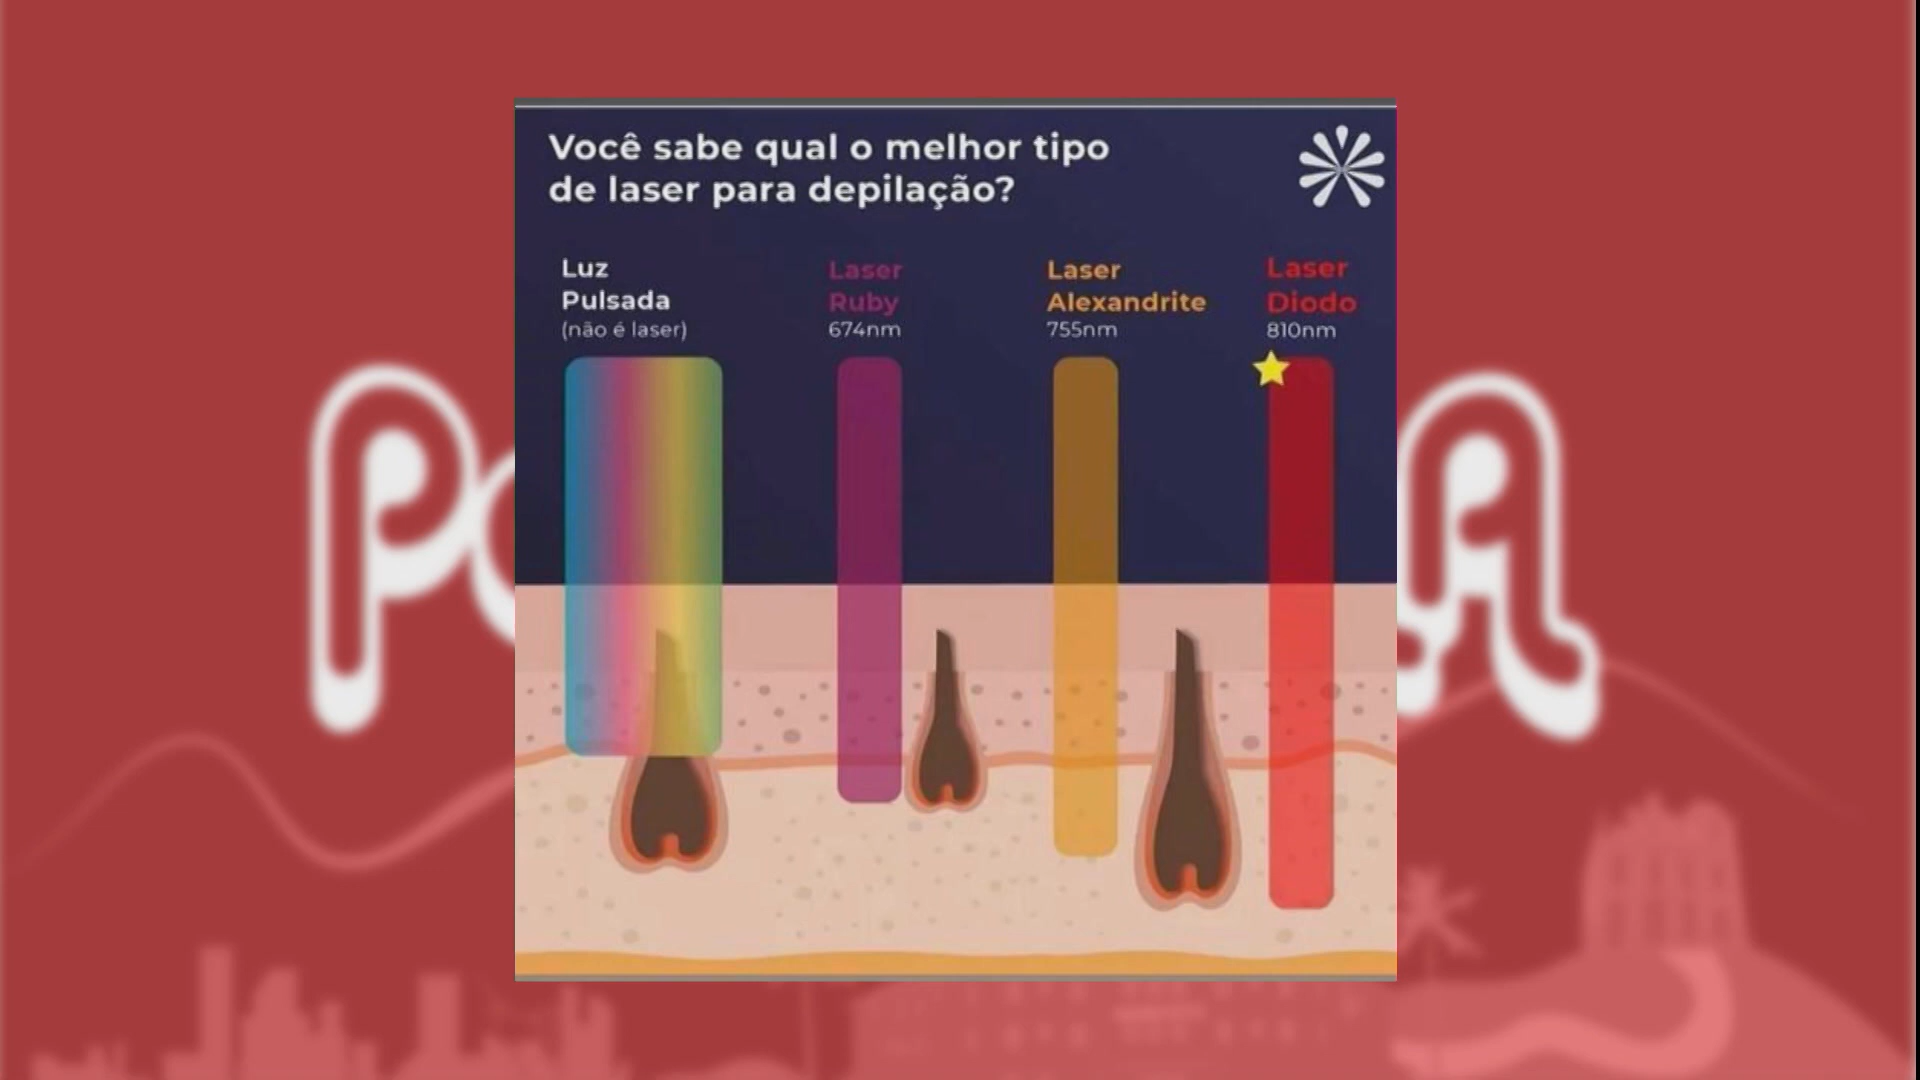 Você sabe qual o melhor tipo
de laser para depilação?
Luz
Pulsada
(não é laser)
Laser
Ruby
674nm
Laser
Alexandrite
755nm
Laser
Diodo
810nm